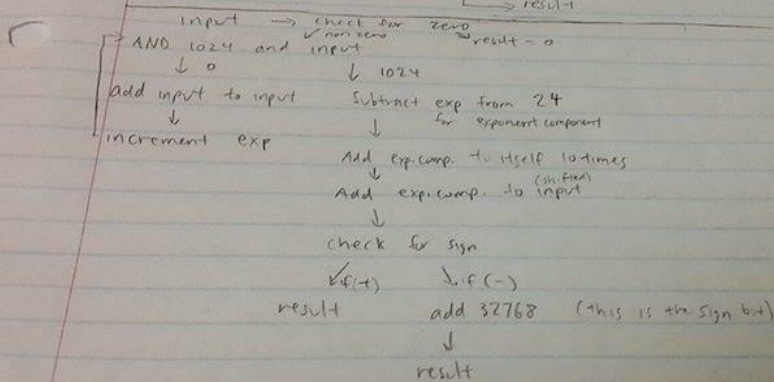 → result
input → check for zero
↙ non zero ↘ result = 0
AND 1024 and input
↓ 0 ↓ 1024
add input to input subtract exp from 24
for exponent component
↓ ↓
increment exp Add exp.comp. to itself 10 times
↓
(shifted)
Add exp.comp. to input
↓
check for sign
↙ if (+) ↓ if (-)
result add 32768 (this is the sign bit)
↓
result